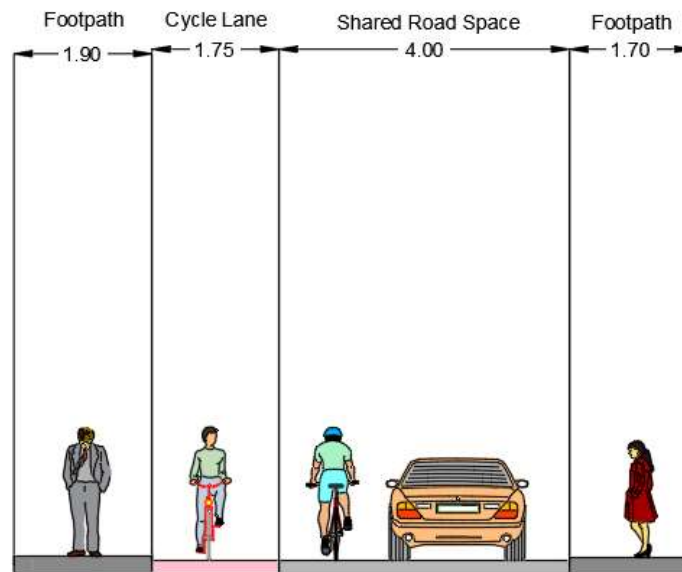 Footpath
Cycle Lane
Shared Road Space
Footpath
1.90
1.75
4.00
1.70